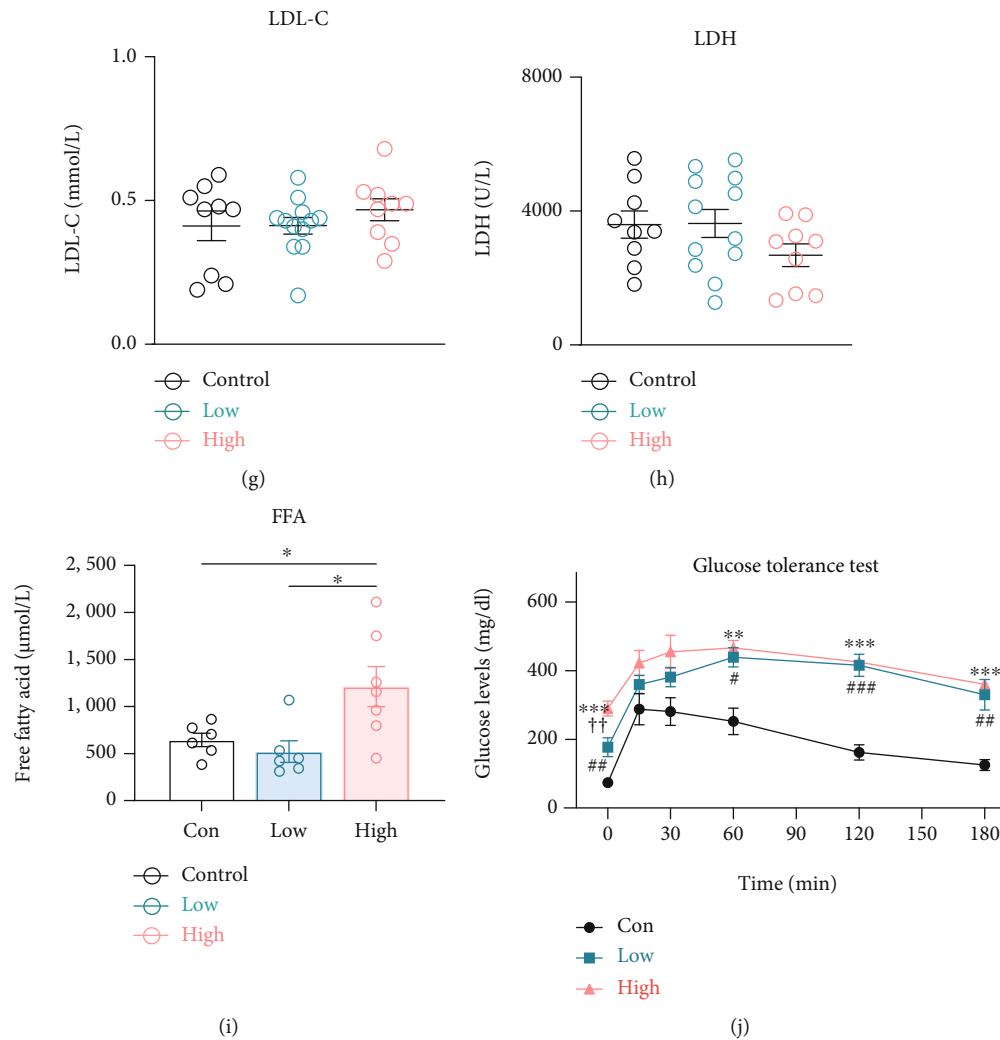 LDL-C
1.0
0.5
0.0
LDL-C (mmol/L)
Control
Low
High
(g)
LDH
8000
4000
0
LDH (U/L)
Control
Low
High
(h)
FFA
2, 500
2, 000
1, 500
1, 000
500
0
Free fatty acid (μmol/L)
*
*
Con
Low
High
Control
Low
High
(i)
Glucose tolerance test
600
400
200
0
Glucose levels (mg/dl)
***
††
##
**
#
***
###
***
##
0
30
60
90
120
150
180
Time (min)
Con
Low
High
(j)